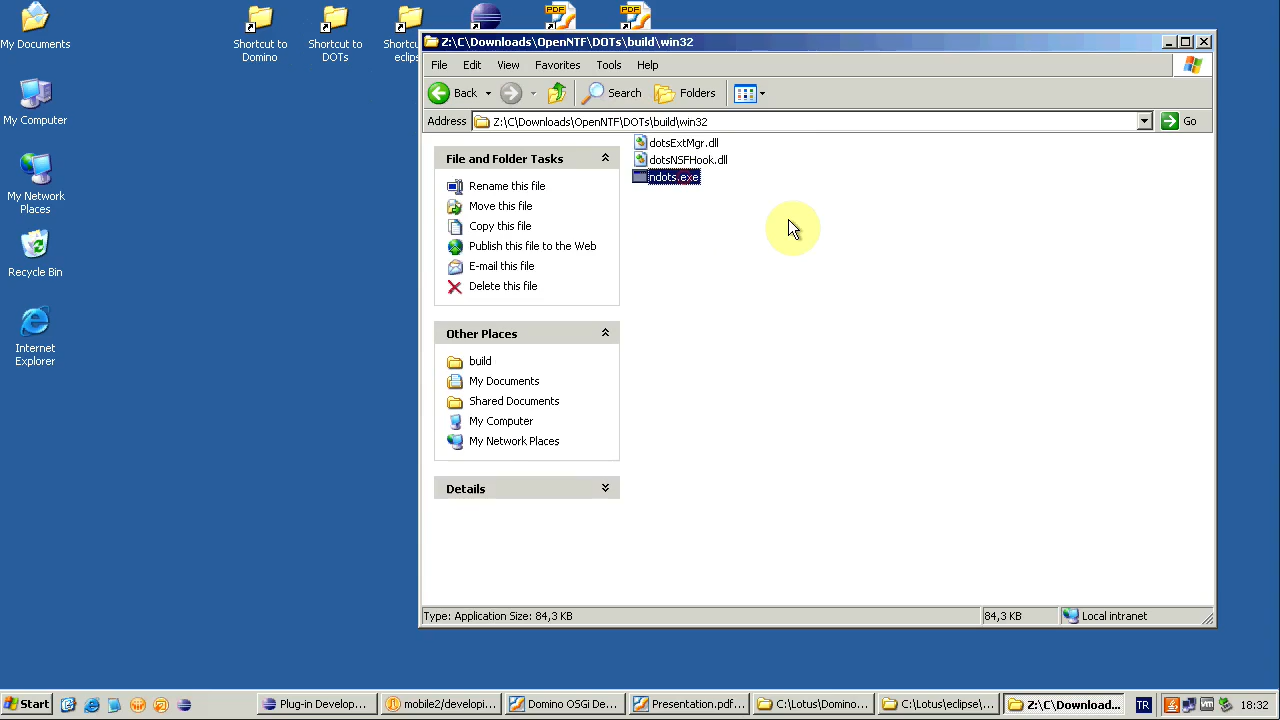 My Documents
My Computer
My Network
Places
Recycle Bin
Internet
Explorer
Shortcut to
Domino
Shortcut to
DOTs
Shortcu
eclips
PDF
PDF
Z:\C\Downloads\OpenNTF\DOTs\build\win32
File Edit View Favorites Tools Help
Back Search Folders
Address Z:\C\Downloads\OpenNTF\DOTs\build\win32 Go
File and Folder Tasks
Rename this file
Move this file
Copy this file
Publish this file to the Web
E-mail this file
Delete this file
Other Places
build
My Documents
Shared Documents
My Computer
My Network Places
Details
dotsExtMgr.dll
dotsNSFHook.dll
ndots.exe
Type: Application Size: 84,3 KB 84,3 KB Local intranet
Start Plug-in Develop... mobile2/developi... Domino OSGi De... Presentation.pdf... C:\Lotus\Domino... C:\Lotus\eclipse\... Z:\C\Download... TR 18:32